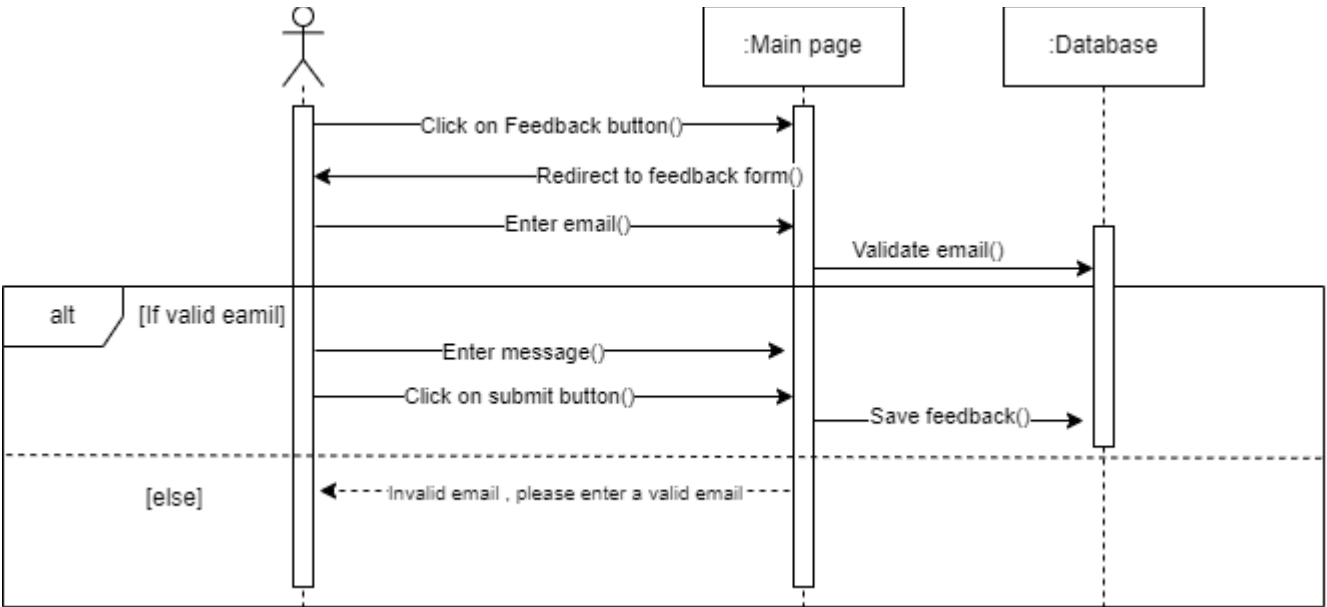 :Main page
:Database
Click on Feedback button()
Redirect to feedback form()
Enter email()
Validate email()
alt
[If valid eamil]
Enter message()
Click on submit button()
Save feedback()
[else]
Invalid email , please enter a valid email